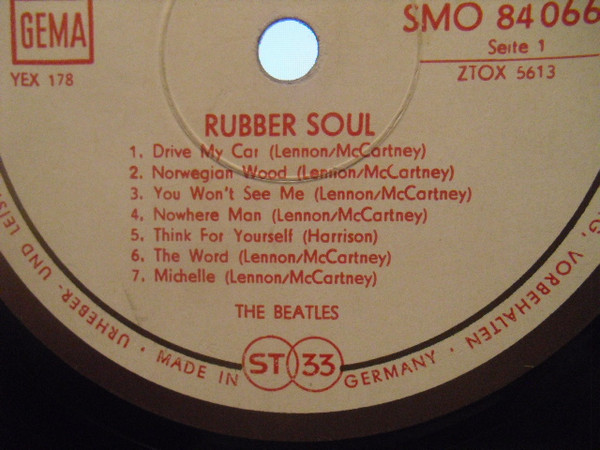 GEMA
YEX 178
SMO 84 066
Seite 1
ZTOX 5613
RUBBER SOUL
1. Drive My Car (Lennon/McCartney)
2. Norwegian Wood (Lennon/McCartney)
3. You Won't See Me (Lennon/McCartney)
4. Nowhere Man (Lennon/McCartney)
5. Think For Yourself (Harrison)
6. The Word (Lennon/McCartney)
7. Michelle (Lennon/McCartney)
THE BEATLES
URHEBER- UND
ST 33
· MADE IN GERMANY ·
VORBEHALTEN ·